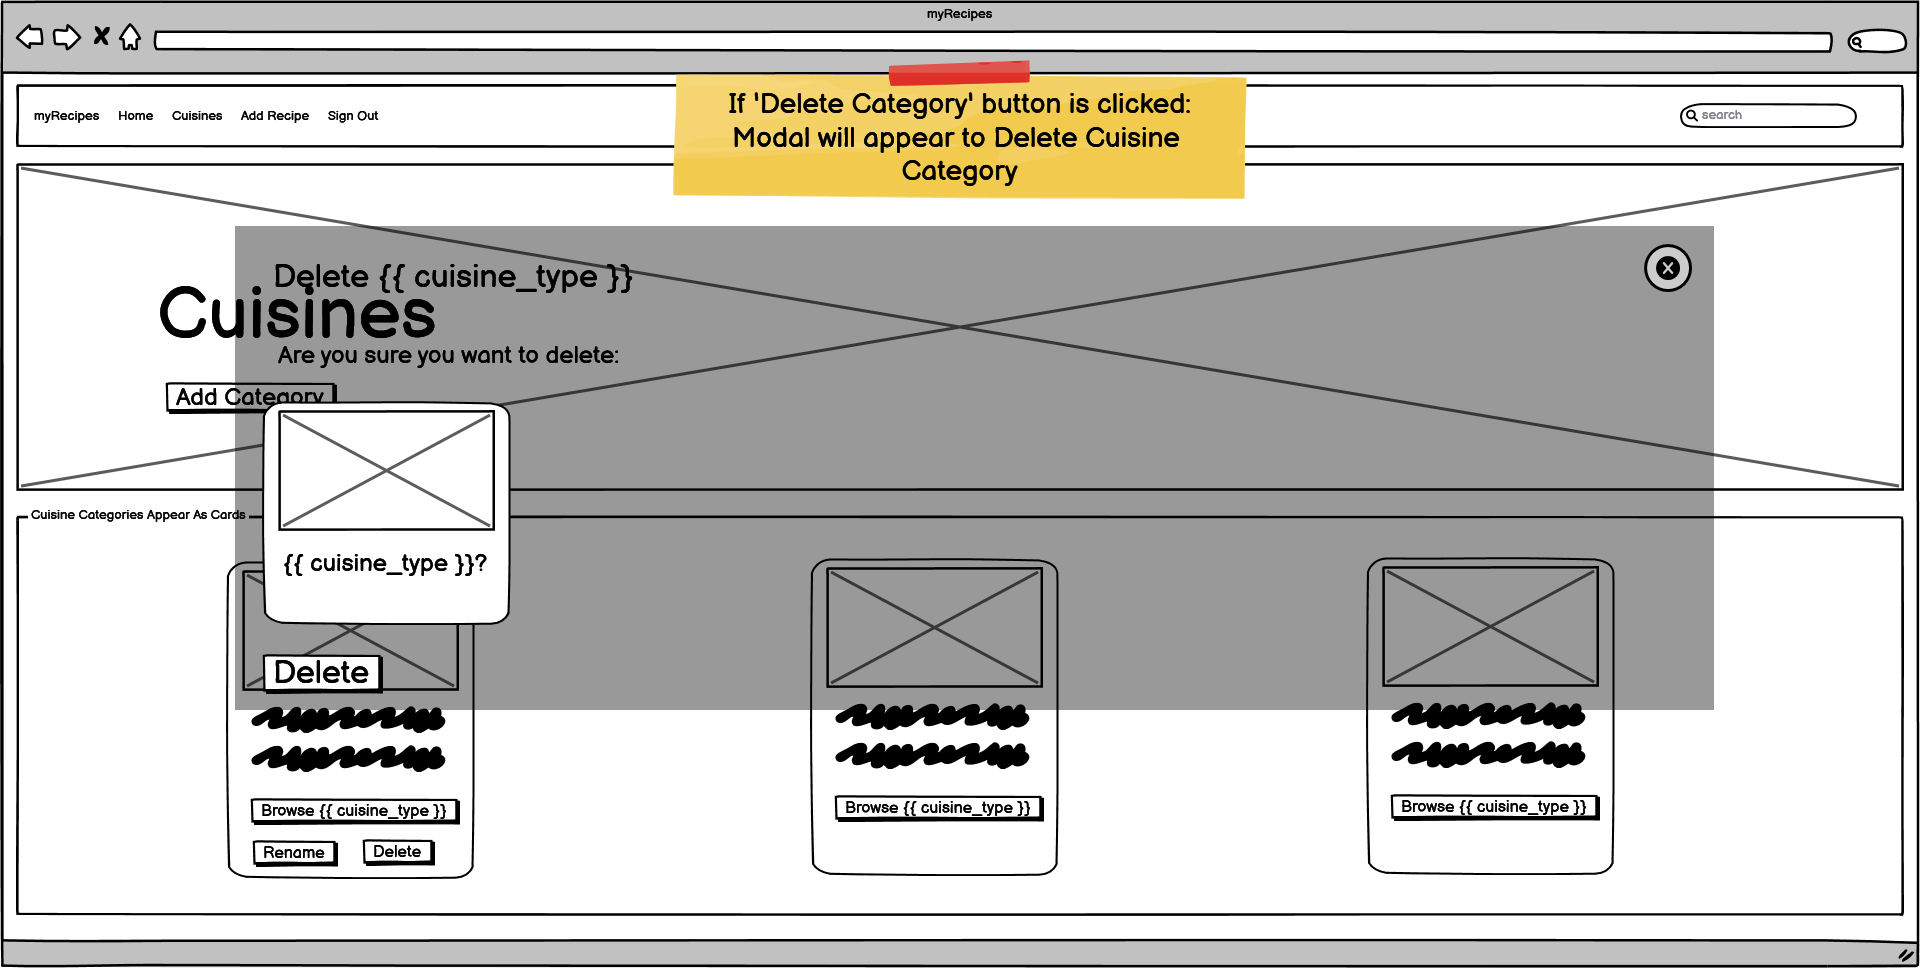 myRecipes
If 'Delete Category' button is clicked:
Modal will appear to Delete Cuisine
Category
myRecipes Home Cuisines Add Recipe Sign Out
search
Delete {{ cuisine_type }}
Cuisines
Are you sure you want to delete:
Add Category
Cuisine Categories Appear As Cards
{{ cuisine_type }}?
Delete
Browse {{ cuisine_type }}
Rename Delete
Browse {{ cuisine_type }}
Browse {{ cuisine_type }}